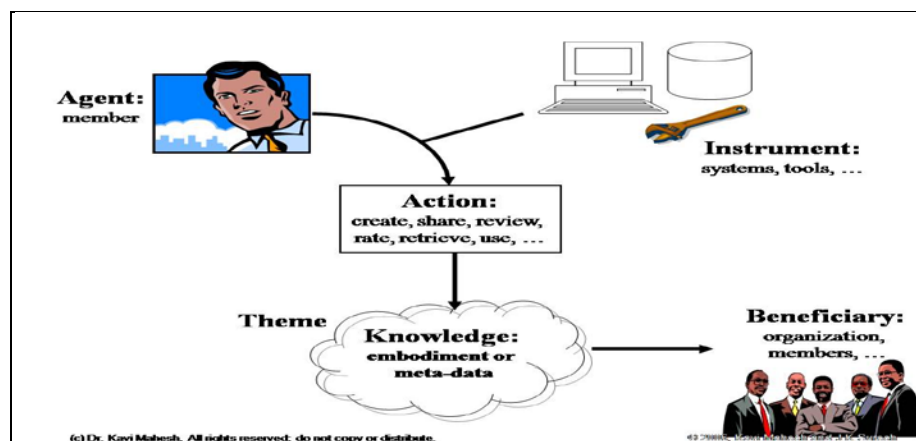 Agent:
member
Instrument:
systems, tools, ...
Action:
create, share, review,
rate, retrieve, use, ...
Theme
Knowledge:
embodiment or
meta-data
Beneficiary:
organization,
members, ...
(c) Dr. Kavi Mahesh. All rights reserved; do not copy or distribute.